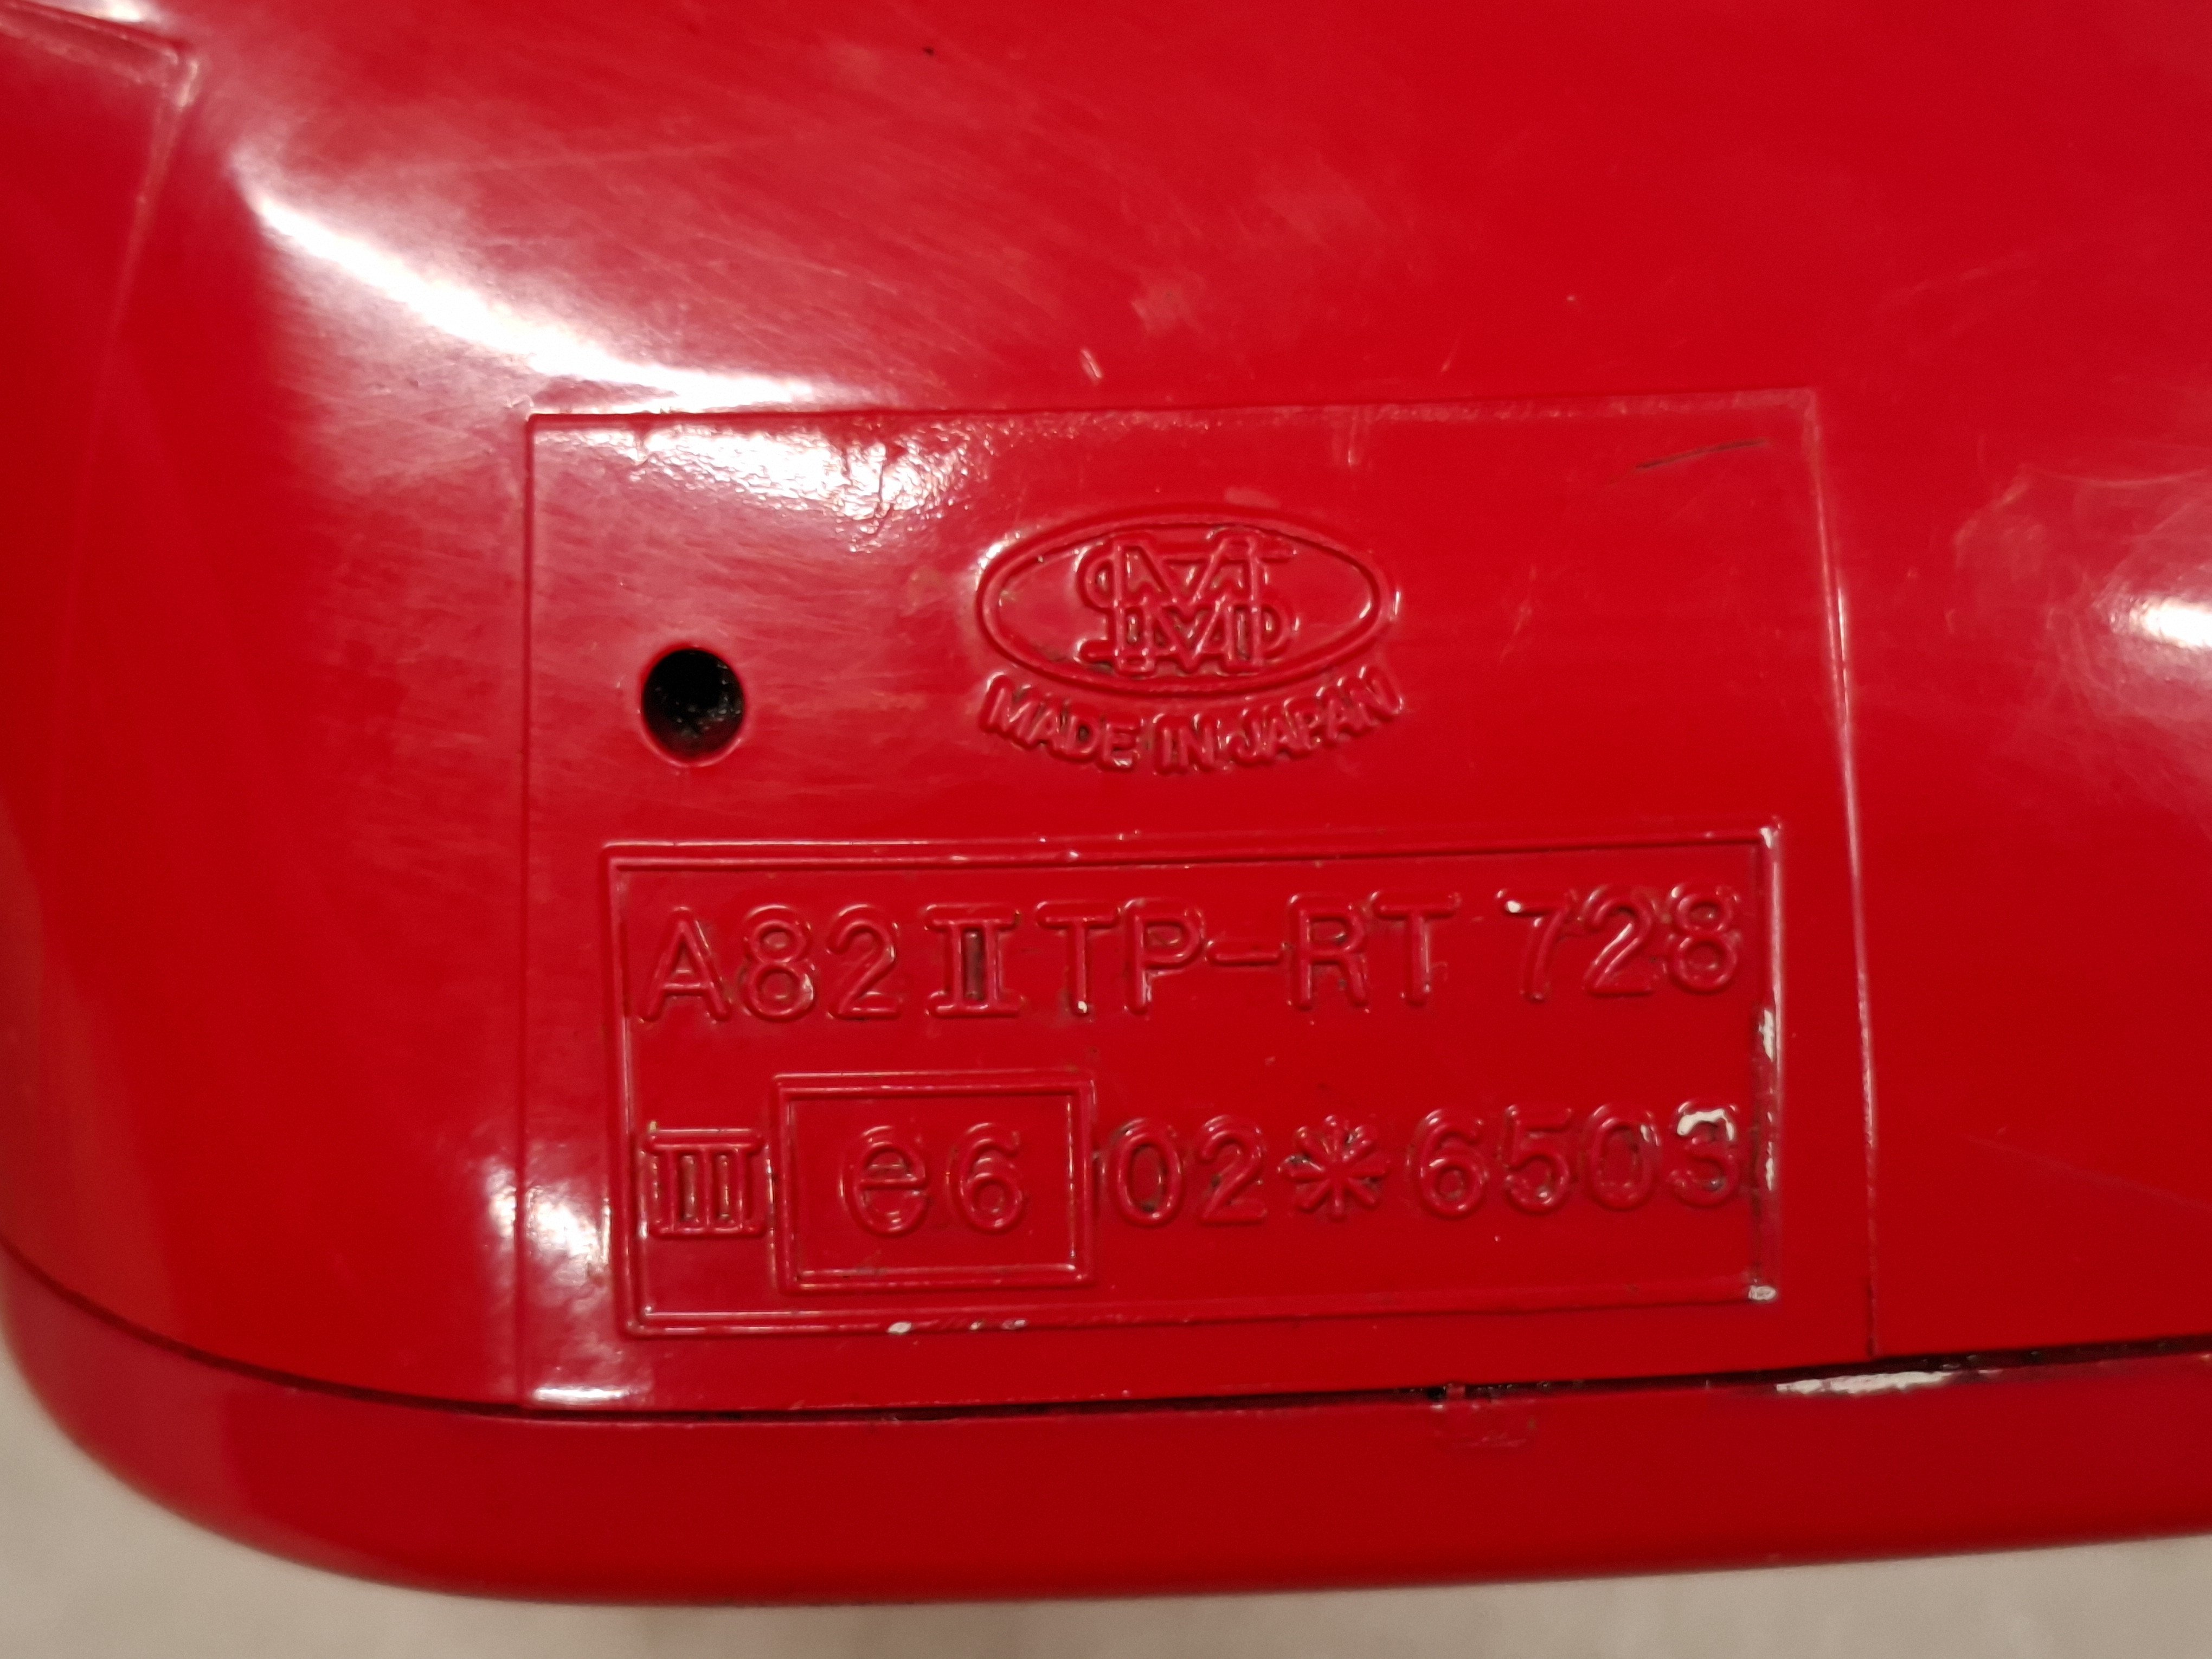 MADE IN JAPAN
A82 II TP-RT 728
III e6 02*6503